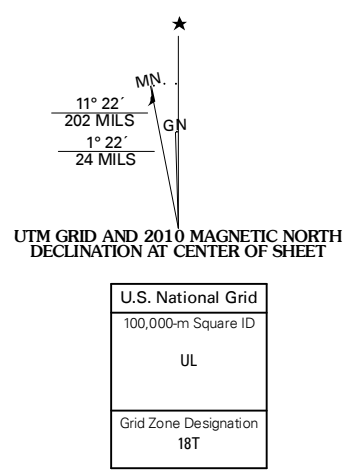 ★
MN
11° 22´
202 MILS
GN
1° 22´
24 MILS
UTM GRID AND 2010 MAGNETIC NORTH
DECLINATION AT CENTER OF SHEET
U.S. National Grid
100,000-m Square ID
UL
Grid Zone Designation
18T